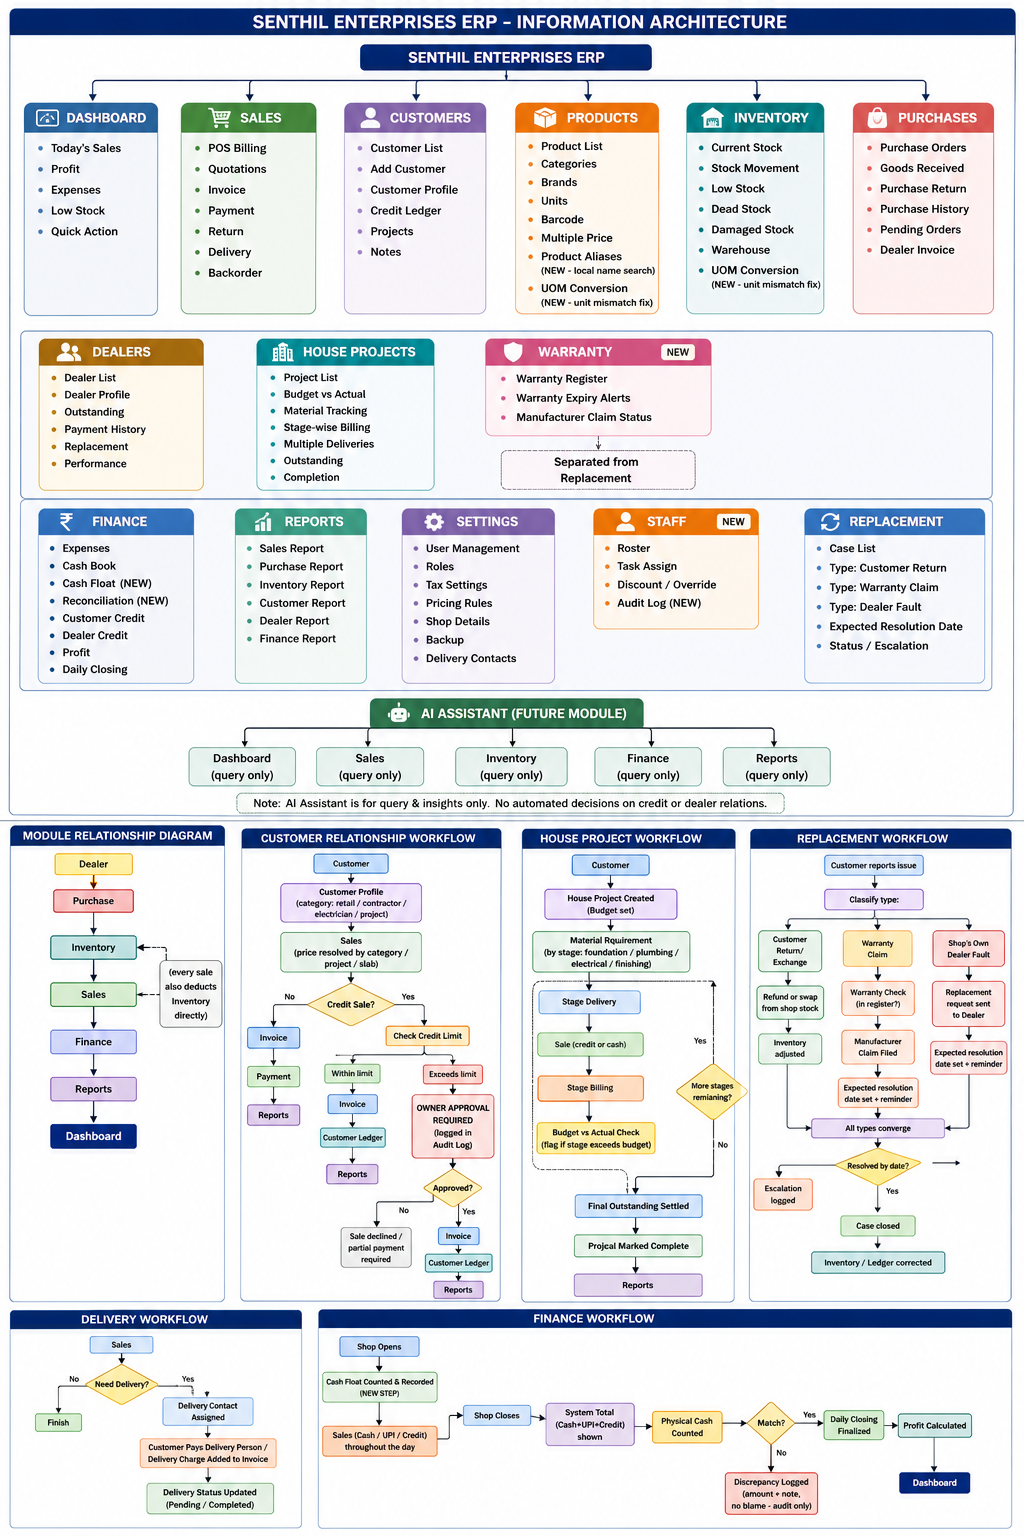 SENTHIL ENTERPRISES ERP – INFORMATION ARCHITECTURE
SENTHIL ENTERPRISES ERP
DASHBOARD
Today's Sales
Profit
Expenses
Low Stock
Quick Action
SALES
POS Billing
Quotations
Invoice
Payment
Return
Delivery
Backorder
CUSTOMERS
Customer List
Add Customer
Customer Profile
Credit Ledger
Projects
Notes
PRODUCTS
Product List
Categories
Brands
Units
Barcode
Multiple Price
Product Aliases
(NEW - local name search)
UOM Conversion
(NEW - unit mismatch fix)
INVENTORY
Current Stock
Stock Movement
Low Stock
Dead Stock
Damaged Stock
Warehouse
UOM Conversion
(NEW - unit mismatch fix)
PURCHASES
Purchase Orders
Goods Received
Purchase Return
Purchase History
Pending Orders
Dealer Invoice
DEALERS
Dealer List
Dealer Profile
Outstanding
Payment History
Replacement
Performance
HOUSE PROJECTS
Project List
Budget vs Actual
Material Tracking
Stage-wise Billing
Multiple Deliveries
Outstanding
Completion
WARRANTY NEW
Warranty Register
Warranty Expiry Alerts
Manufacturer Claim Status
Separated from
Replacement
FINANCE
Expenses
Cash Book
Cash Float (NEW)
Reconciliation (NEW)
Customer Credit
Dealer Credit
Profit
Daily Closing
REPORTS
Sales Report
Purchase Report
Inventory Report
Customer Report
Dealer Report
Finance Report
SETTINGS
User Management
Roles
Tax Settings
Pricing Rules
Shop Details
Backup
Delivery Contacts
STAFF NEW
Roster
Task Assign
Discount / Override
Audit Log (NEW)
REPLACEMENT
Case List
Type: Customer Return
Type: Warranty Claim
Type: Dealer Fault
Expected Resolution Date
Status / Escalation
AI ASSISTANT (FUTURE MODULE)
Dashboard
(query only)
Sales
(query only)
Inventory
(query only)
Finance
(query only)
Reports
(query only)
Note: AI Assistant is for query & insights only. No automated decisions on credit or dealer relations.
MODULE RELATIONSHIP DIAGRAM
Dealer
Purchase
Inventory
Sales
(every sale
also deducts
Inventory
directly)
Finance
Reports
Dashboard
CUSTOMER RELATIONSHIP WORKFLOW
Customer
Customer Profile
(category: retail / contractor /
electrician / project)
Sales
(price resolved by category /
project / slab)
No
Credit Sale?
Yes
Invoice
Payment
Reports
Check Credit Limit
Within limit
Invoice
Customer Ledger
Reports
Exceeds limit
OWNER APPROVAL
REQUIRED
(logged in
Audit Log)
Approved?
No
Yes
Sale declined /
partial payment
required
Invoice
Customer Ledger
Reports
HOUSE PROJECT WORKFLOW
Customer
House Project Created
(Budget set)
Material Rquirement
(by stage: foundation / plumbing /
electrical / finishing)
Stage Delivery
Sale (credit or cash)
Stage Billing
Budget vs Actual Check
(flag if stage exceeds budget)
Yes
More stages
remianing?
No
Final Outstanding Settled
Projcal Marked Complete
Reports
REPLACEMENT WORKFLOW
Customer reports issue
Classify type:
Customer
Return/
Exchange
Refund or swap
from shop stock
Inventory
adjusted
Warranty
Claim
Warranty Check
(in register?)
Manufacturer
Claim Filed
Expected resolution
date set + reminder
Shop's Own
Dealer Fault
Replacement
request sent
to Dealer
Expected resolution
date set + reminder
All types converge
Resolved by date?
Escalation
logged
Yes
Case closed
Inventory / Ledger corrected
DELIVERY WORKFLOW
Sales
No
Need Delivery?
Yes
Finish
Delivery Contact
Assigned
Customer Pays Delivery Person /
Delivery Charge Added to Invoice
Delivery Status Updated
(Pending / Completed)
FINANCE WORKFLOW
Shop Opens
Cash Float Counted & Recorded
(NEW STEP)
Sales (Cash / UPI / Credit)
throughout the day
Shop Closes
System Total
(Cash+UPI+Credit)
shown
Physical Cash
Counted
Match?
Yes
No
Daily Closing
Finalized
Profit Calculated
Dashboard
Discrepancy Logged
(amount + note,
no blame - audit only)